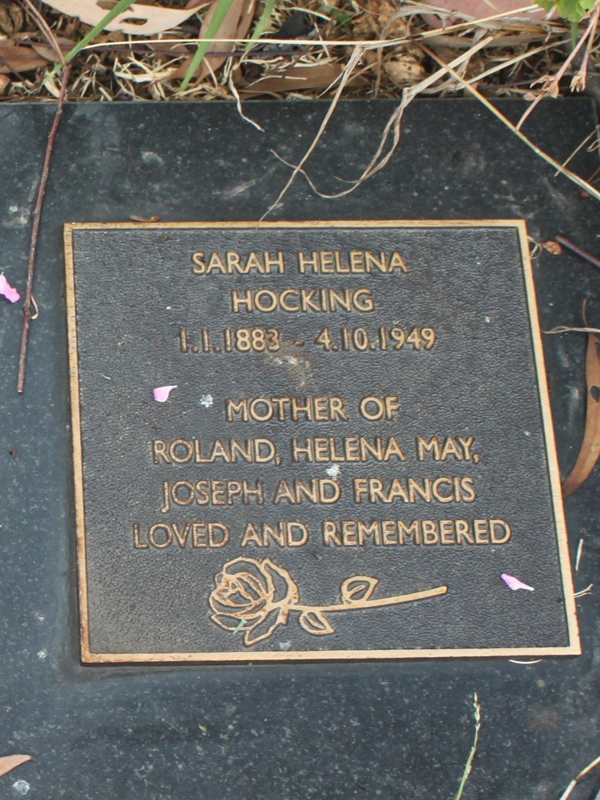 SARAH HELENA
HOCKING
1.1.1883 - 4.10.1949
MOTHER OF
ROLAND, HELENA MAY,
JOSEPH AND FRANCIS
LOVED AND REMEMBERED